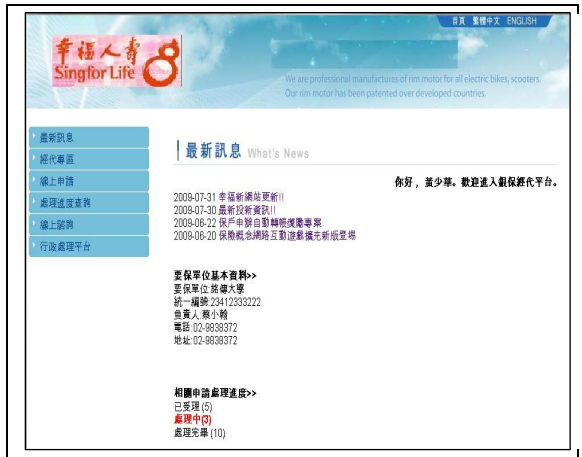 首頁 繁體中文 ENGLISH
幸福人壽
Singfor Life
We are professional manufactures of rim motor for all electric bikes, scooters.
Our rim motor has been patented over developed countries.
最新訊息
經代專區
線上申請
處理進度查詢
線上諮詢
行政處理平台
最新訊息 What's News
你好，黃少華。歡迎進入銀保經代平台。
2009-07-31 幸福新網站更新!!
2009-07-30 最新投新資訊!!
2009-06-22 保戶申辦自動轉帳獎勵專案
2009-06-20 保險概念網路互動遊戲擴充新版登場
要保單位基本資料>>
要保單位:銘傳大學
統一編號:23412333222
負責人:蔡小翰
電話:02-9838372
地址:02-9838372
相關申請處理進度>>
已受理(5)
處理中(3)
處理完畢(10)